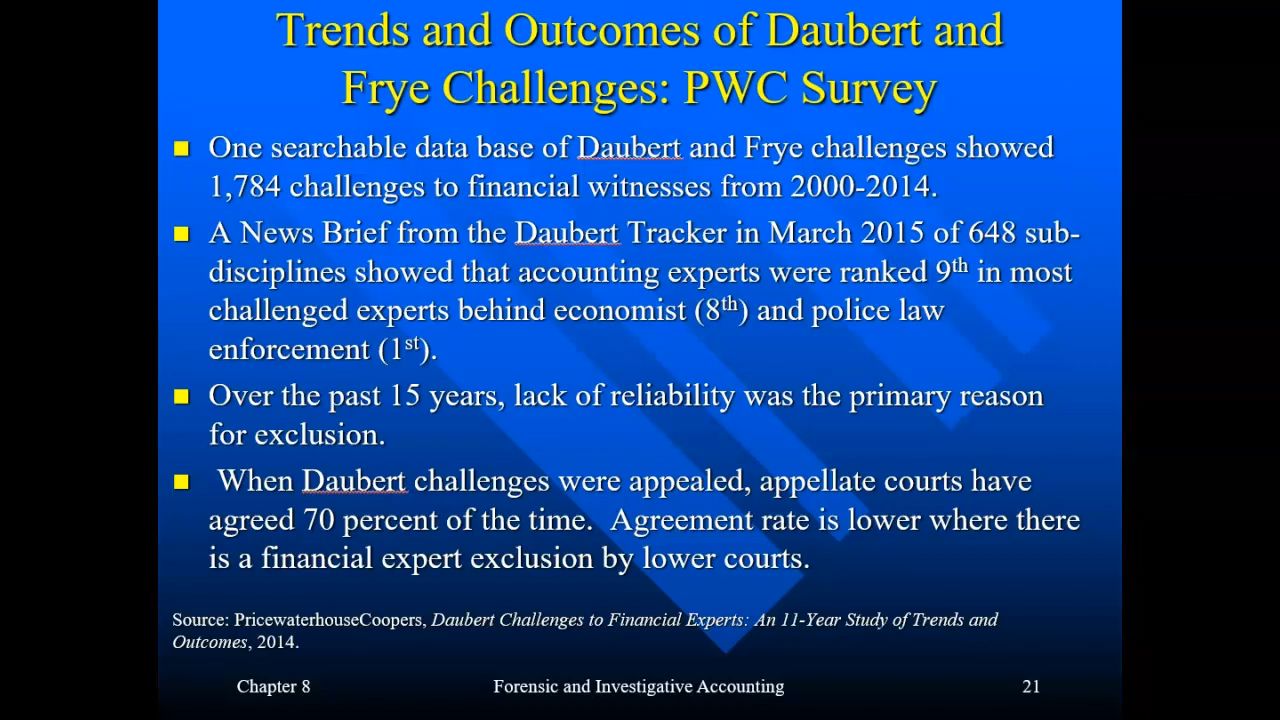 Trends and Outcomes of Daubert and
Frye Challenges: PWC Survey
One searchable data base of Daubert and Frye challenges showed
1,784 challenges to financial witnesses from 2000-2014.
A News Brief from the Daubert Tracker in March 2015 of 648 sub-
disciplines showed that accounting experts were ranked 9th in most
challenged experts behind economist (8th) and police law
enforcement (1st).
Over the past 15 years, lack of reliability was the primary reason
for exclusion.
When Daubert challenges were appealed, appellate courts have
agreed 70 percent of the time. Agreement rate is lower where there
is a financial expert exclusion by lower courts.
Source: PricewaterhouseCoopers, Daubert Challenges to Financial Experts: An 11-Year Study of Trends and
Outcomes, 2014.
Chapter 8 Forensic and Investigative Accounting 21